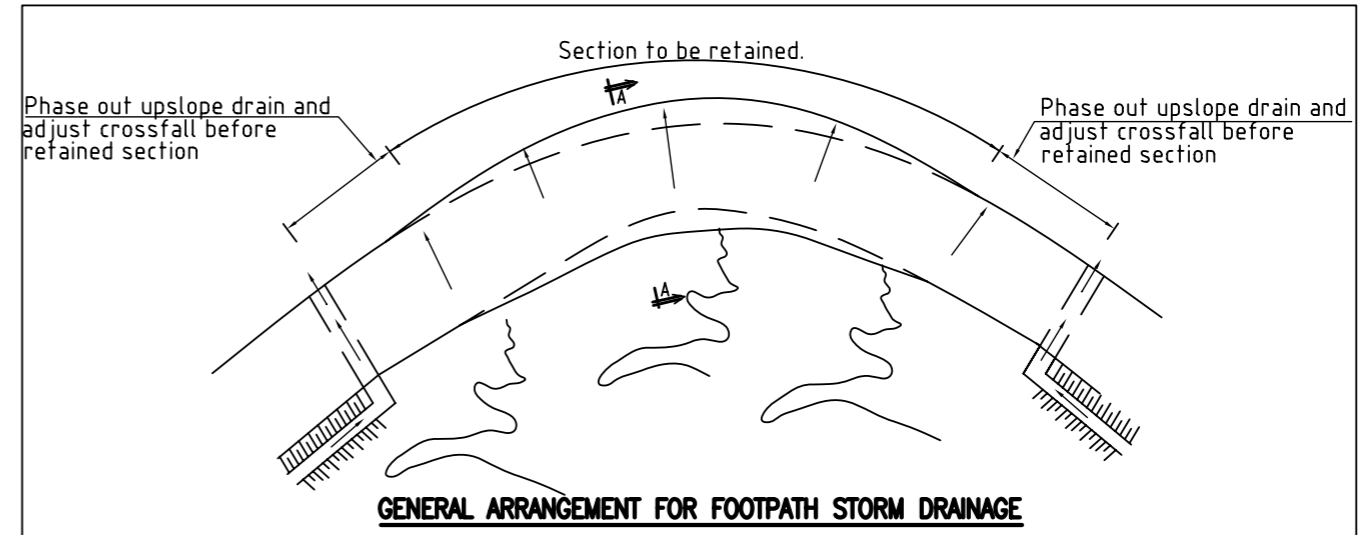 Section to be retained.
A
Phase out upslope drain and
adjust crossfall before
retained section
Phase out upslope drain and
adjust crossfall before
retained section
A
GENERAL ARRANGEMENT FOR FOOTPATH STORM DRAINAGE